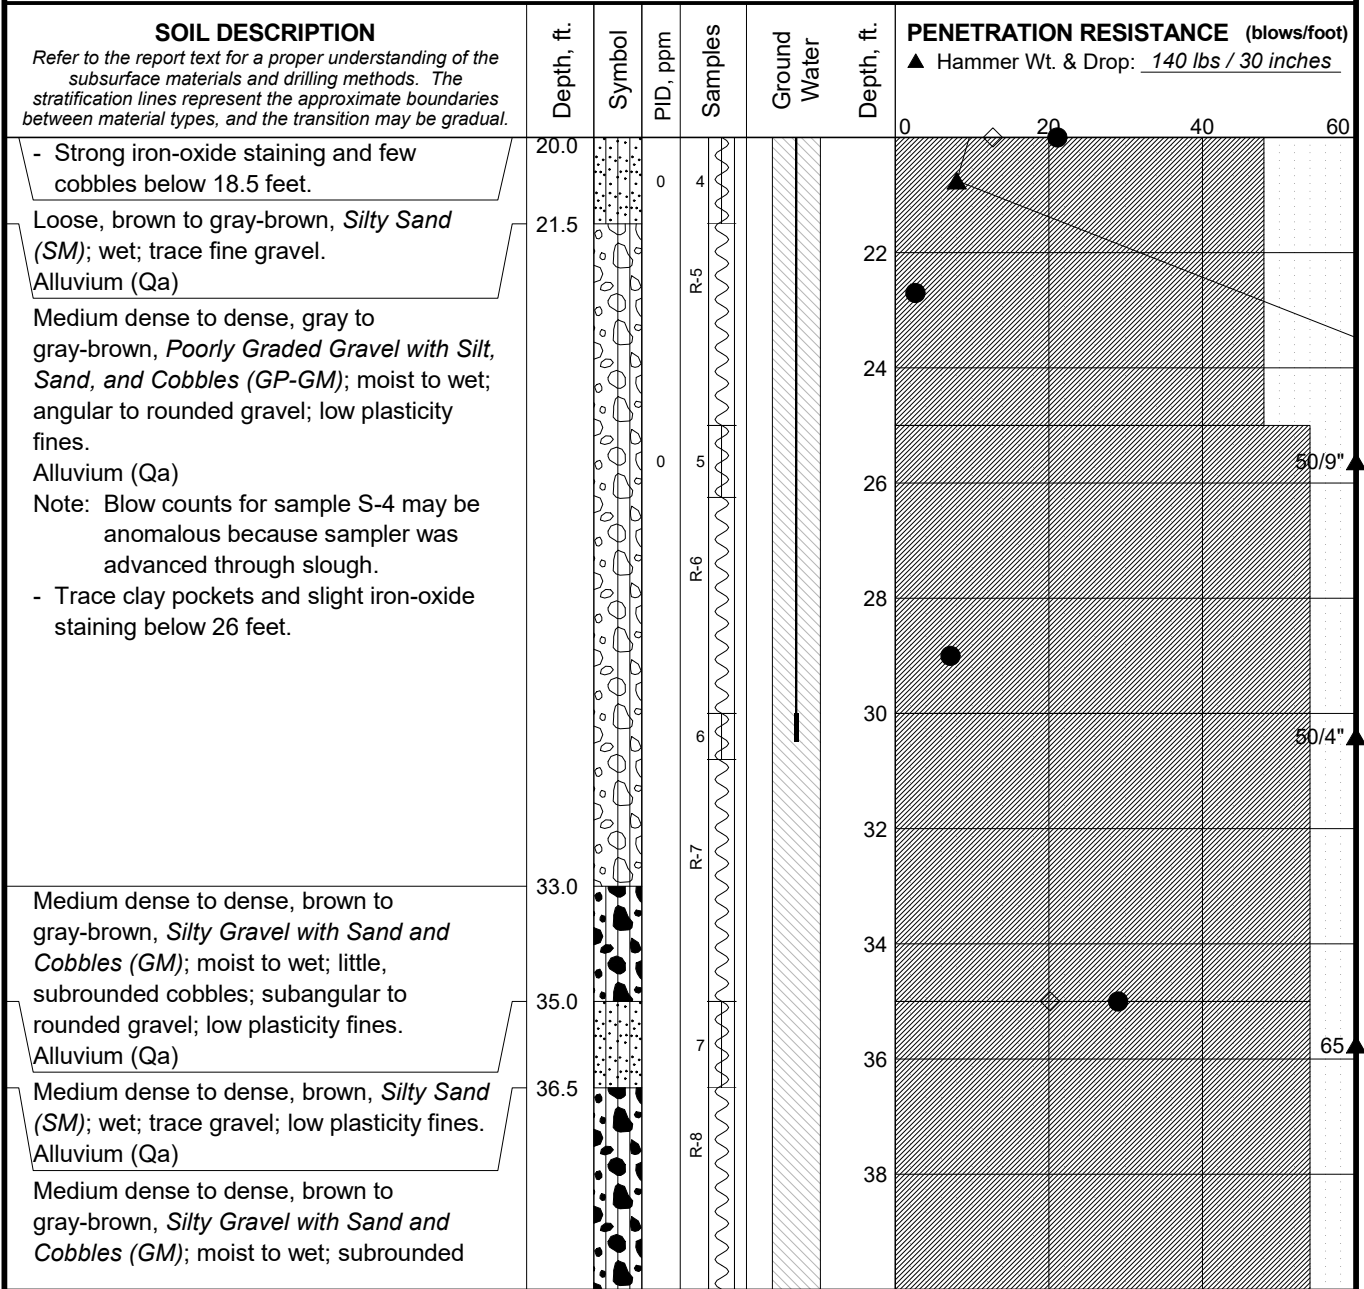 SOIL DESCRIPTION
Refer to the report text for a proper understanding of the
subsurface materials and drilling methods. The
stratification lines represent the approximate boundaries
between material types, and the transition may be gradual.
Depth, ft.
Symbol
PID, ppm
Samples
Ground
Water
Depth, ft.
PENETRATION RESISTANCE (blows/foot)
▲ Hammer Wt. & Drop: 140 lbs / 30 inches
0 20 40 60
- Strong iron-oxide staining and few
cobbles below 18.5 feet.
20.0
0 4
Loose, brown to gray-brown, Silty Sand
(SM); wet; trace fine gravel.
Alluvium (Qa)
21.5
R-5
22
Medium dense to dense, gray to
gray-brown, Poorly Graded Gravel with Silt,
Sand, and Cobbles (GP-GM); moist to wet;
angular to rounded gravel; low plasticity
fines.
Alluvium (Qa)
24
0 5
50/9"
26
Note: Blow counts for sample S-4 may be
anomalous because sampler was
advanced through slough.
R-6
- Trace clay pockets and slight iron-oxide
staining below 26 feet.
28
30
6
50/4"
32
R-7
33.0
Medium dense to dense, brown to
gray-brown, Silty Gravel with Sand and
Cobbles (GM); moist to wet; little,
subrounded cobbles; subangular to
rounded gravel; low plasticity fines.
Alluvium (Qa)
34
35.0
7
65
36
36.5
Medium dense to dense, brown, Silty Sand
(SM); wet; trace gravel; low plasticity fines.
Alluvium (Qa)
R-8
38
Medium dense to dense, brown to
gray-brown, Silty Gravel with Sand and
Cobbles (GM); moist to wet; subrounded